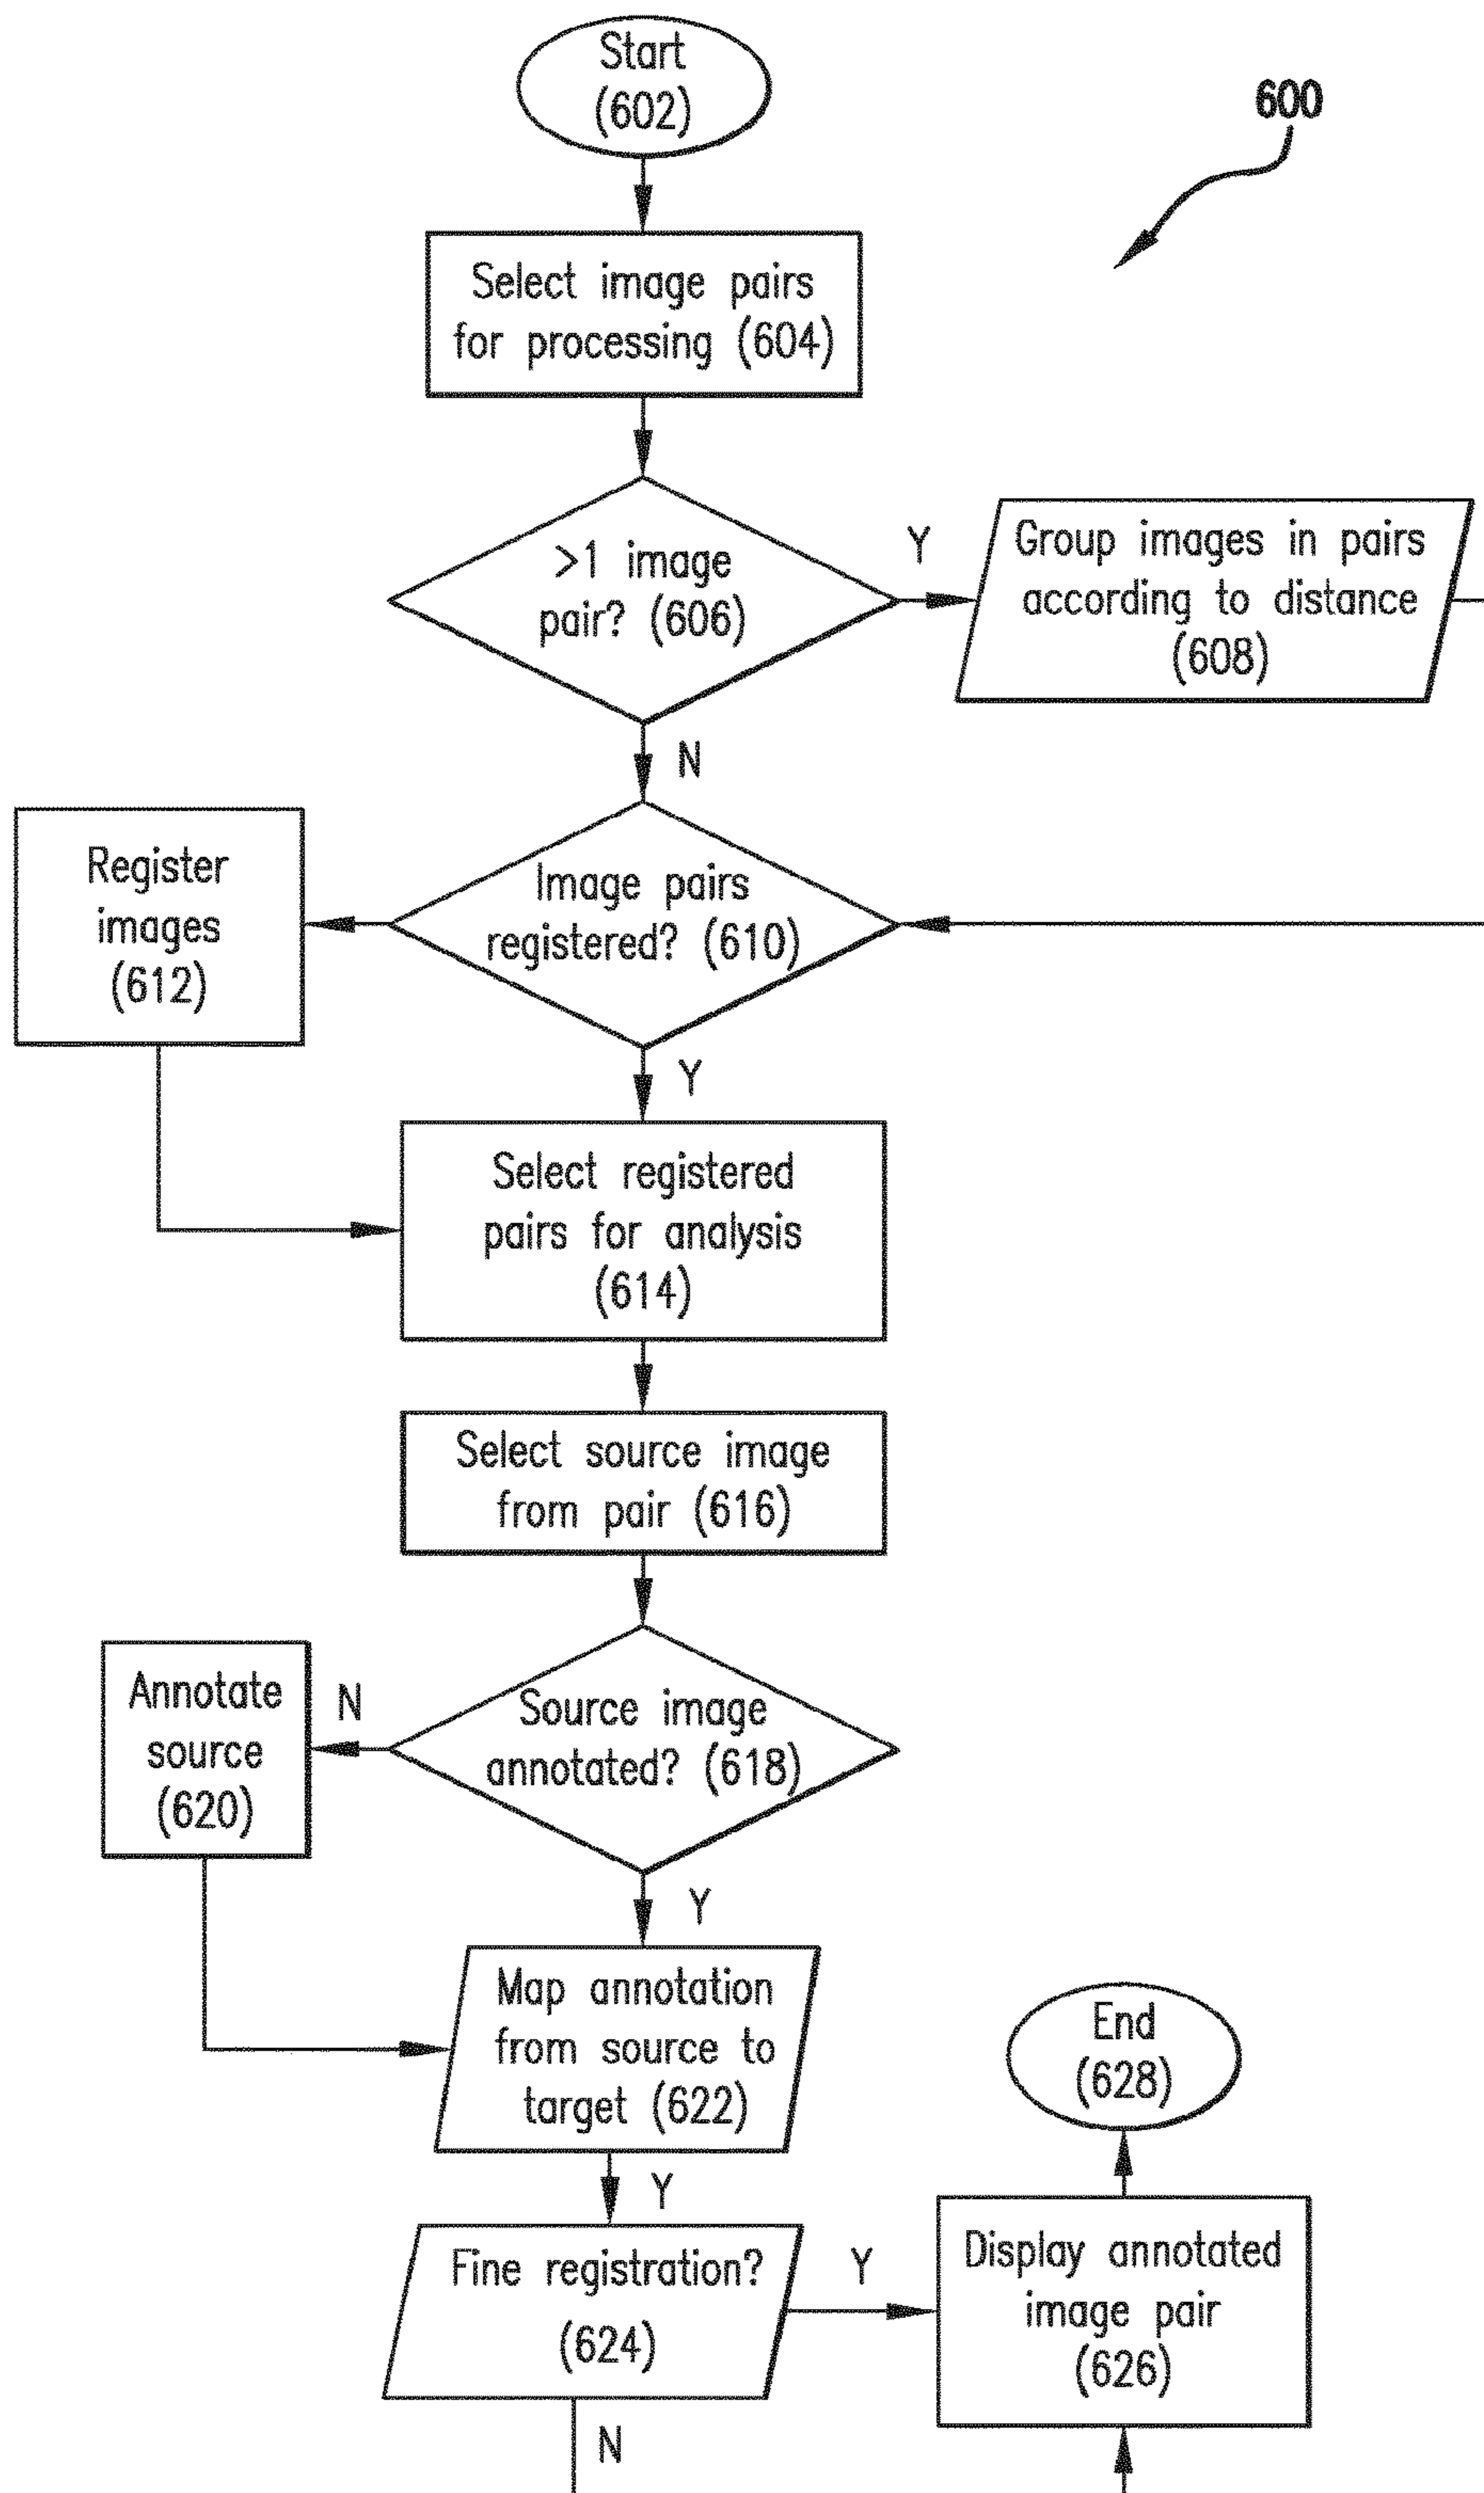 Start
(602)
600
Select image pairs
for processing (604)
>1 image
pair? (606)
Y
Group images in pairs
according to distance
(608)
N
Register
images
(612)
Image pairs
registered? (610)
Y
Select registered
pairs for analysis
(614)
Select source image
from pair (616)
Annotate
source
(620)
N
Source image
annotated? (618)
Y
Map annotation
from source to
target (622)
End
(628)
Y
Fine registration?
(624)
Y
Display annotated
image pair
(626)
N